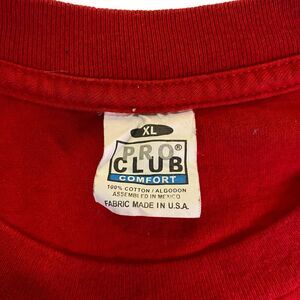 XL
PRO®
CLUB
COMFORT
100% COTTON / ALGODON
ASSEMBLED IN MEXICO
FABRIC MADE IN U.S.A.